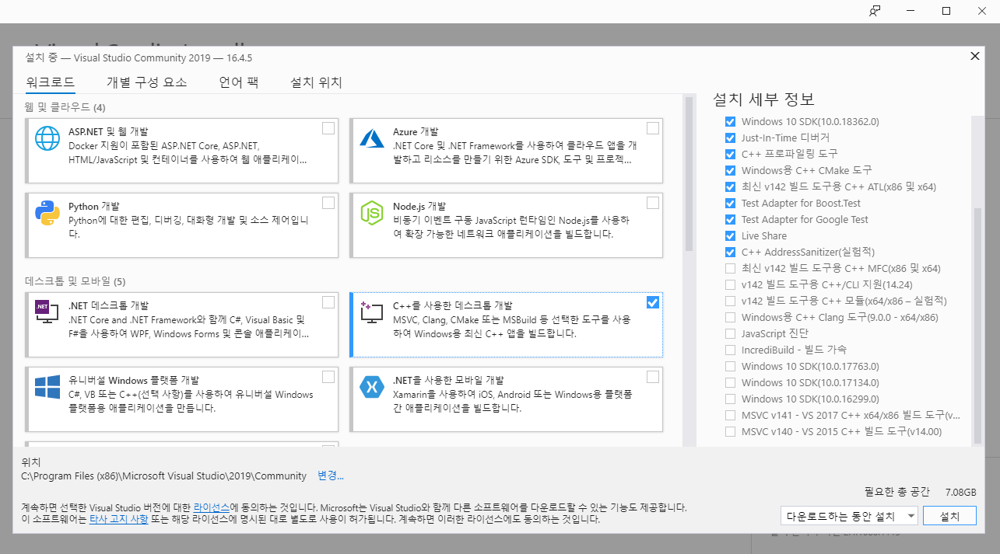 설치 중 — Visual Studio Community 2019 — 16.4.5
워크로드
개별 구성 요소
언어 팩
설치 위치
웹 및 클라우드 (4)
ASP.NET 및 웹 개발
Docker 지원이 포함된 ASP.NET Core, ASP.NET,
HTML/JavaScript 및 컨테이너를 사용하여 웹 애플리케이...
Azure 개발
.NET Core 및 .NET Framework를 사용하여 클라우드 앱을 개
발하고 리소스를 만들기 위한 Azure SDK, 도구 및 프로젝...
Python 개발
Python에 대한 편집, 디버깅, 대화형 개발 및 소스 제어입니
다.
Node.js 개발
비동기 이벤트 구동 JavaScript 런타임인 Node.js를 사용하
여 확장 가능한 네트워크 애플리케이션을 빌드합니다.
데스크톱 및 모바일 (5)
.NET
.NET 데스크톱 개발
.NET Core and .NET Framework와 함께 C#, Visual Basic 및
F#을 사용하여 WPF, Windows Forms 및 콘솔 애플리케이...
C++를 사용한 데스크톱 개발
MSVC, Clang, CMake 또는 MSBuild 등 선택한 도구를 사용
하여 Windows용 최신 C++ 앱을 빌드합니다.
유니버설 Windows 플랫폼 개발
C#, VB 또는 C++(선택 사항)를 사용하여 유니버설 Windows
플랫폼용 애플리케이션을 만듭니다.
.NET을 사용한 모바일 개발
Xamarin을 사용하여 iOS, Android 또는 Windows용 플랫폼
간 애플리케이션을 빌드합니다.
설치 세부 정보
Windows 10 SDK(10.0.18362.0)
Just-In-Time 디버거
C++ 프로파일링 도구
Windows용 C++ CMake 도구
최신 v142 빌드 도구용 C++ ATL(x86 및 x64)
Test Adapter for Boost.Test
Test Adapter for Google Test
Live Share
C++ AddressSanitizer(실험적)
최신 v142 빌드 도구용 C++ MFC(x86 및 x64)
v142 빌드 도구용 C++/CLI 지원(14.24)
v142 빌드 도구용 C++ 모듈(x64/x86 – 실험적)
Windows용 C++ Clang 도구(9.0.0 - x64/x86)
JavaScript 진단
IncrediBuild - 빌드 가속
Windows 10 SDK(10.0.17763.0)
Windows 10 SDK(10.0.17134.0)
Windows 10 SDK(10.0.16299.0)
MSVC v141 - VS 2017 C++ x64/x86 빌드 도구(v...
MSVC v140 - VS 2015 C++ 빌드 도구(v14.00)
위치
C:\Program Files (x86)\Microsoft Visual Studio\2019\Community 변경...
필요한 총 공간 7.08GB
계속하면 선택한 Visual Studio 버전에 대한 라이선스에 동의하는 것입니다. Microsoft는 Visual Studio와 함께 다른 소프트웨어를 다운로드할 수 있는 기능도 제공합니다.
이 소프트웨어는 타사 고지 사항 또는 해당 라이선스에 명시된 대로 별도로 사용이 허가됩니다. 계속하면 이러한 라이선스에도 동의하는 것입니다.
다운로드하는 동안 설치
설치